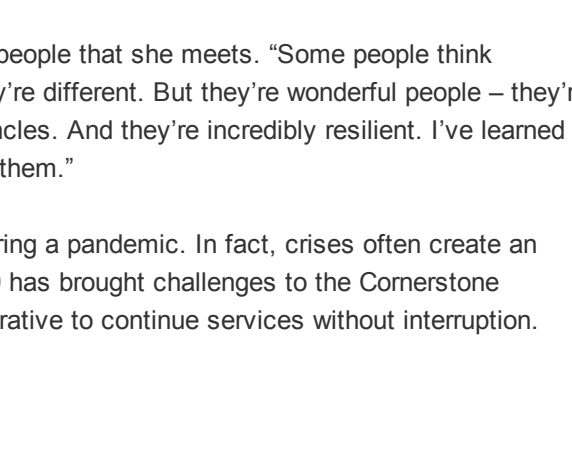 people that she meets. “Some people think
y’re different. But they’re wonderful people – they’r
cles. And they’re incredibly resilient. I’ve learned
them.”
ring a pandemic. In fact, crises often create an
has brought challenges to the Cornerstone
rative to continue services without interruption.